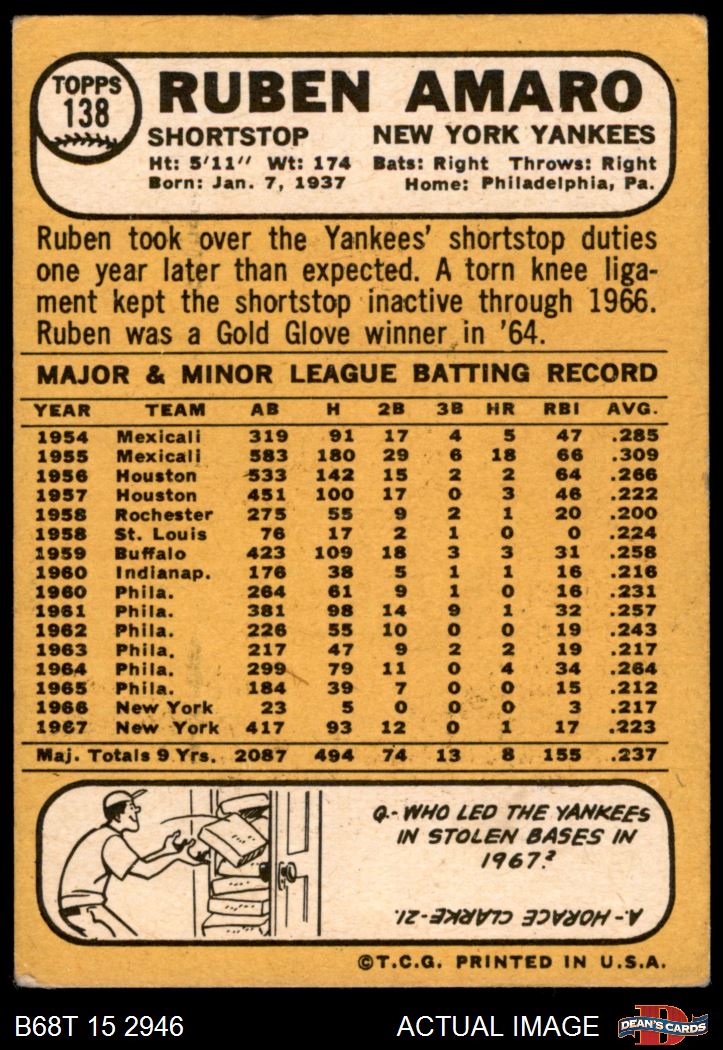 TOPPS
138
RUBEN AMARO
SHORTSTOP NEW YORK YANKEES
Ht: 5'11" Wt: 174 Bats: Right Throws: Right
Born: Jan. 7, 1937 Home: Philadelphia, Pa.
Ruben took over the Yankees' shortstop duties
one year later than expected. A torn knee liga-
ment kept the shortstop inactive through 1966.
Ruben was a Gold Glove winner in '64.
MAJOR & MINOR LEAGUE BATTING RECORD
YEAR TEAM AB H 2B 3B HR RBI AVG.
1954 Mexicali 319 91 17 4 5 47 .285
1955 Mexicali 583 180 29 6 18 66 .309
1956 Houston 533 142 15 2 2 64 .266
1957 Houston 451 100 17 0 3 46 .222
1958 Rochester 275 55 9 2 1 20 .200
1958 St. Louis 76 17 2 1 0 0 .224
1959 Buffalo 423 109 18 3 3 31 .258
1960 Indianap. 176 38 5 1 1 16 .216
1960 Phila. 264 61 9 1 0 16 .231
1961 Phila. 381 98 14 9 1 32 .257
1962 Phila. 226 55 10 0 0 19 .243
1963 Phila. 217 47 9 2 2 19 .217
1964 Phila. 299 79 11 0 4 34 .264
1965 Phila. 184 39 7 0 0 15 .212
1966 New York 23 5 0 0 0 3 .217
1967 New York 417 93 12 0 1 17 .223
Maj. Totals 9 Yrs. 2087 494 74 13 8 155 .237
Q.- WHO LED THE YANKEES
IN STOLEN BASES IN
1967?
A.- HORACE CLARKE-21.
©T.C.G. PRINTED IN U.S.A.
B68T 15 2946 ACTUAL IMAGE DEAN'S CARDS